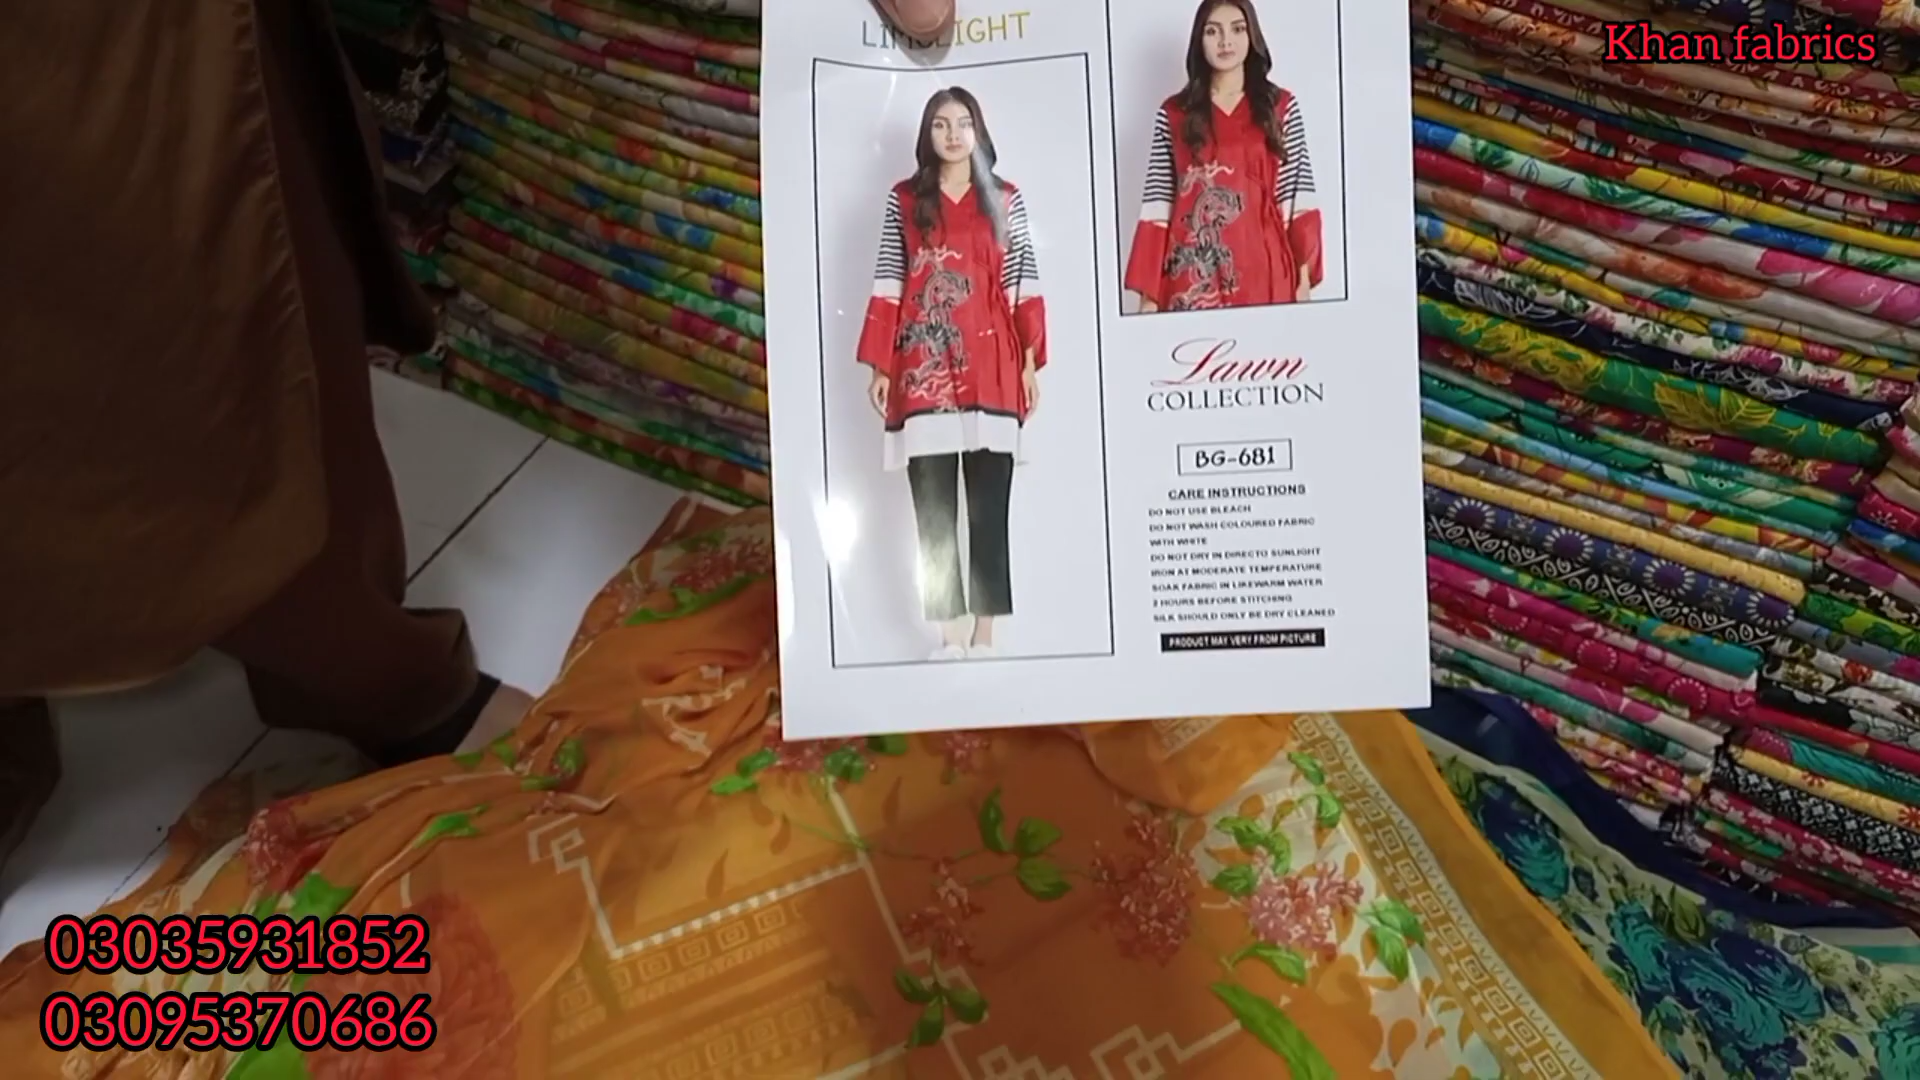 Khan fabrics
LIMELIGHT
Lawn
COLLECTION
BG-681
CARE INSTRUCTIONS
DO NOT USE BLEACH
DO NOT WASH COLOURED FABRIC
WITH WHITE
DO NOT DRY IN DIRECTO SUNLIGHT
IRON AT MODERATE TEMPERATURE
SOAK FABRIC IN LIKEWARM WATER
2 HOURS BEFORE STITCHING
SILK SHOULD ONLY BE DRY CLEANED
PRODUCT MAY VERY FROM PICTURE
03035931852
03095370686